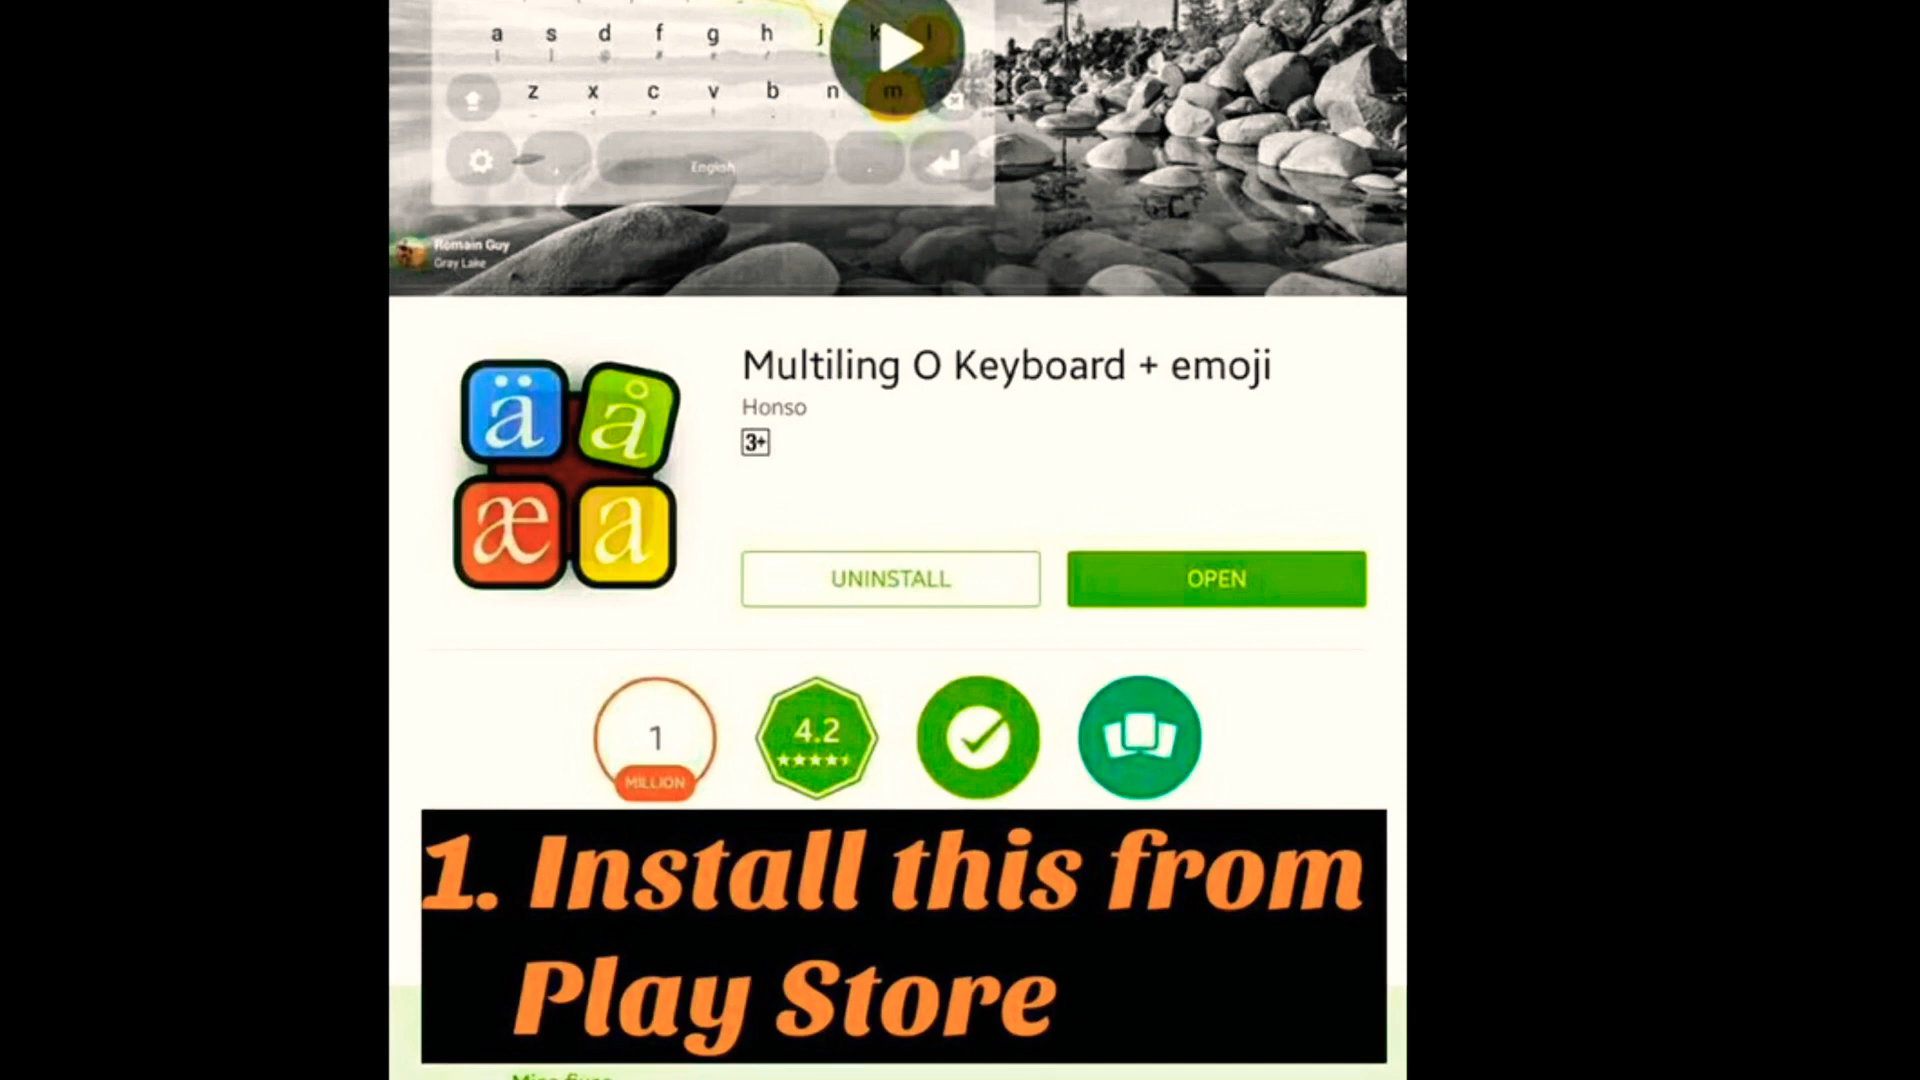 a s d f g h j k l
z x c v b n m
English
Romain Guy
Gray Lake
ä å
æ a
Multiling O Keyboard + emoji
Honso
3+
UNINSTALL OPEN
1
MILLION
4.2
1. Install this from
Play Store